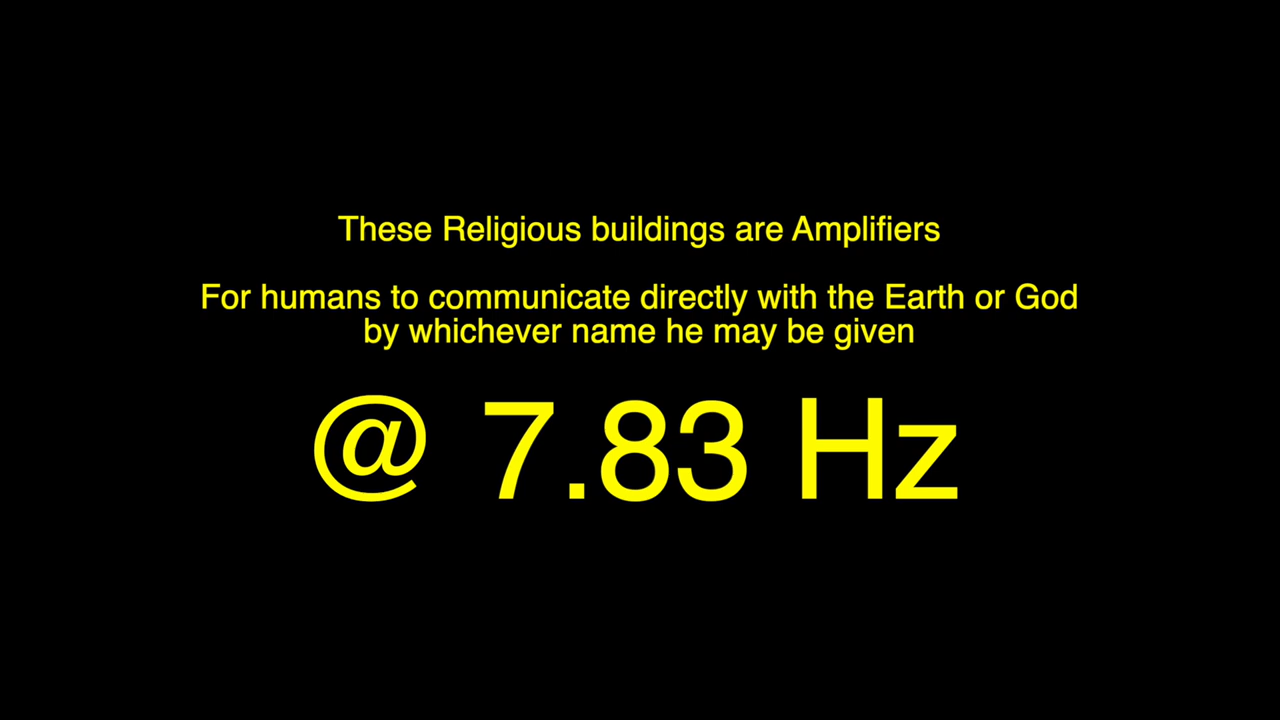 These Religious buildings are Amplifiers
For humans to communicate directly with the Earth or God
by whichever name he may be given
@ 7.83 Hz